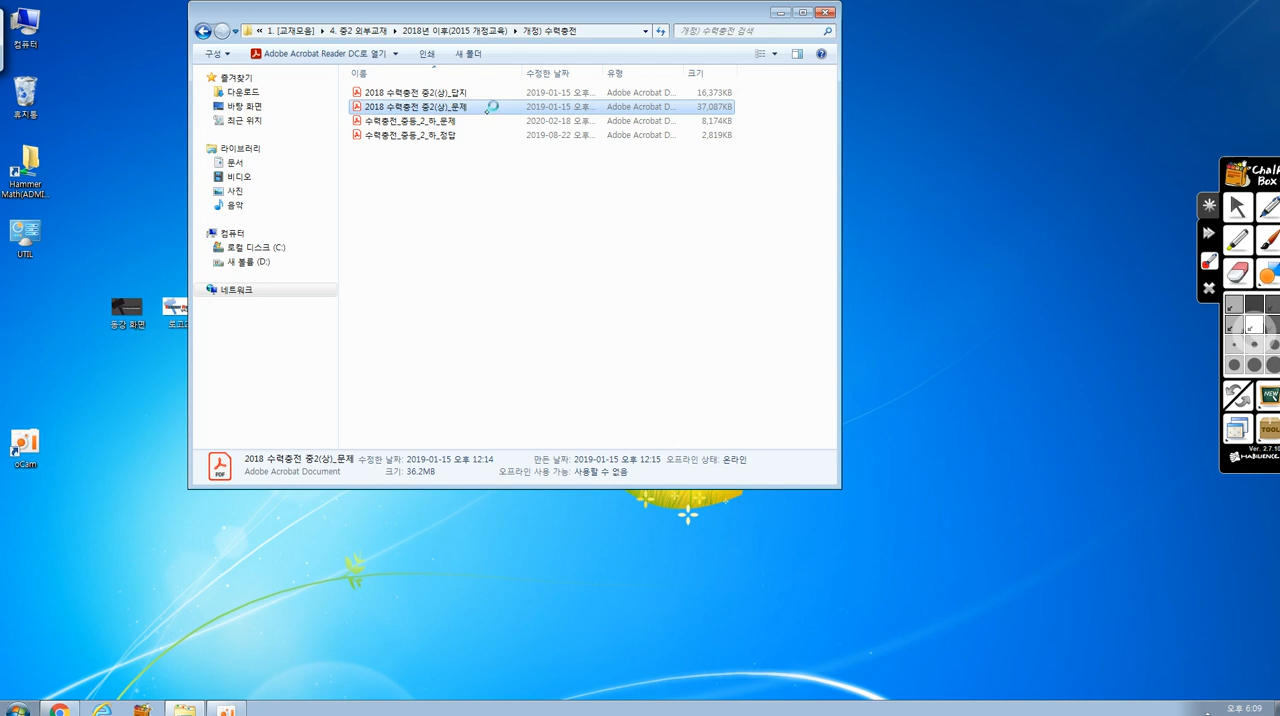 컴퓨터
휴지통
Hammer
Math(ADMI...
UTIL
동강 화면
oCam
« 1. [교재모음] ▸ 4. 중2 외부교재 ▸ 2018년 이후(2015 개정교육) ▸ 개정) 수력충전
개정) 수력충전 검색
구성
Adobe Acrobat Reader DC로 열기
인쇄
새 폴더
즐겨찾기
다운로드
바탕 화면
최근 위치
라이브러리
문서
비디오
사진
음악
컴퓨터
로컬 디스크 (C:)
새 볼륨 (D:)
네트워크
이름 수정한 날짜 유형 크기
2018 수력충전 중2(상)_답지 2019-01-15 오후... Adobe Acrobat D... 16,373KB
2018 수력충전 중2(상)_문제 2019-01-15 오후... Adobe Acrobat D... 37,087KB
수력충전_중등_2_하_문제 2020-02-18 오후... Adobe Acrobat D... 8,174KB
수력충전_중등_2_하_정답 2019-08-22 오후... Adobe Acrobat D... 2,819KB
2018 수력충전 중2(상)_문제 수정한 날짜: 2019-01-15 오후 12:14 만든 날짜: 2019-01-15 오후 12:15 오프라인 상태: 온라인
Adobe Acrobat Document 크기: 36.2MB 오프라인 사용 가능: 사용할 수 없음
PDF
Chalk
Box
NEW
TOOL
Ver. 2.7.10
HABILIENCE
오후 6:09